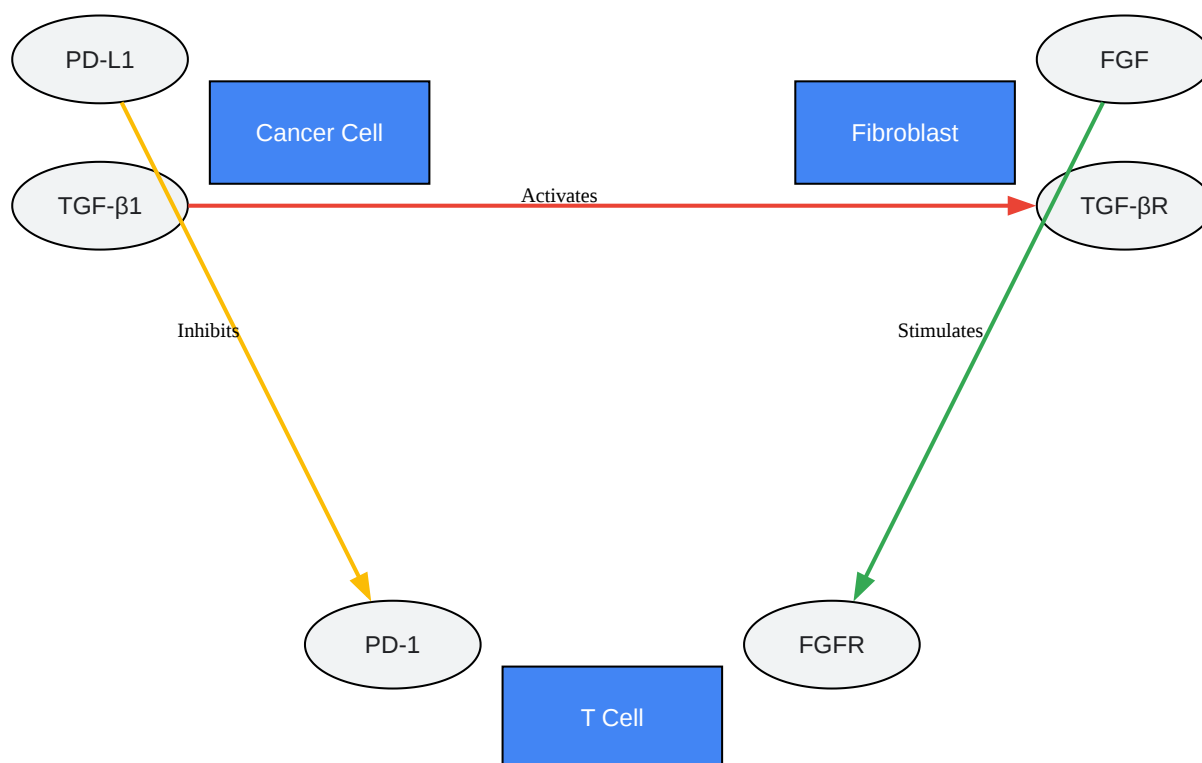 PD-L1
FGF
Cancer Cell
Fibroblast
TGF-β1
Activates
TGF-βR
Inhibits
Stimulates
PD-1
FGFR
T Cell